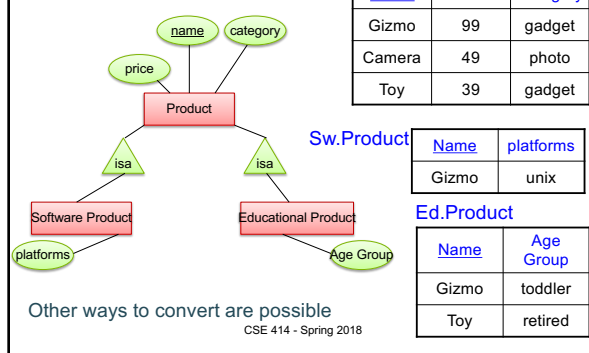 name
category
price
Product
isa
isa
Software Product
Educational Product
platforms
Age Group
Gizmo 99 gadget
Camera 49 photo
Toy 39 gadget
Sw.Product
Name platforms
Gizmo unix
Ed.Product
Name Age
Group
Gizmo toddler
Toy retired
Other ways to convert are possible
CSE 414 - Spring 2018